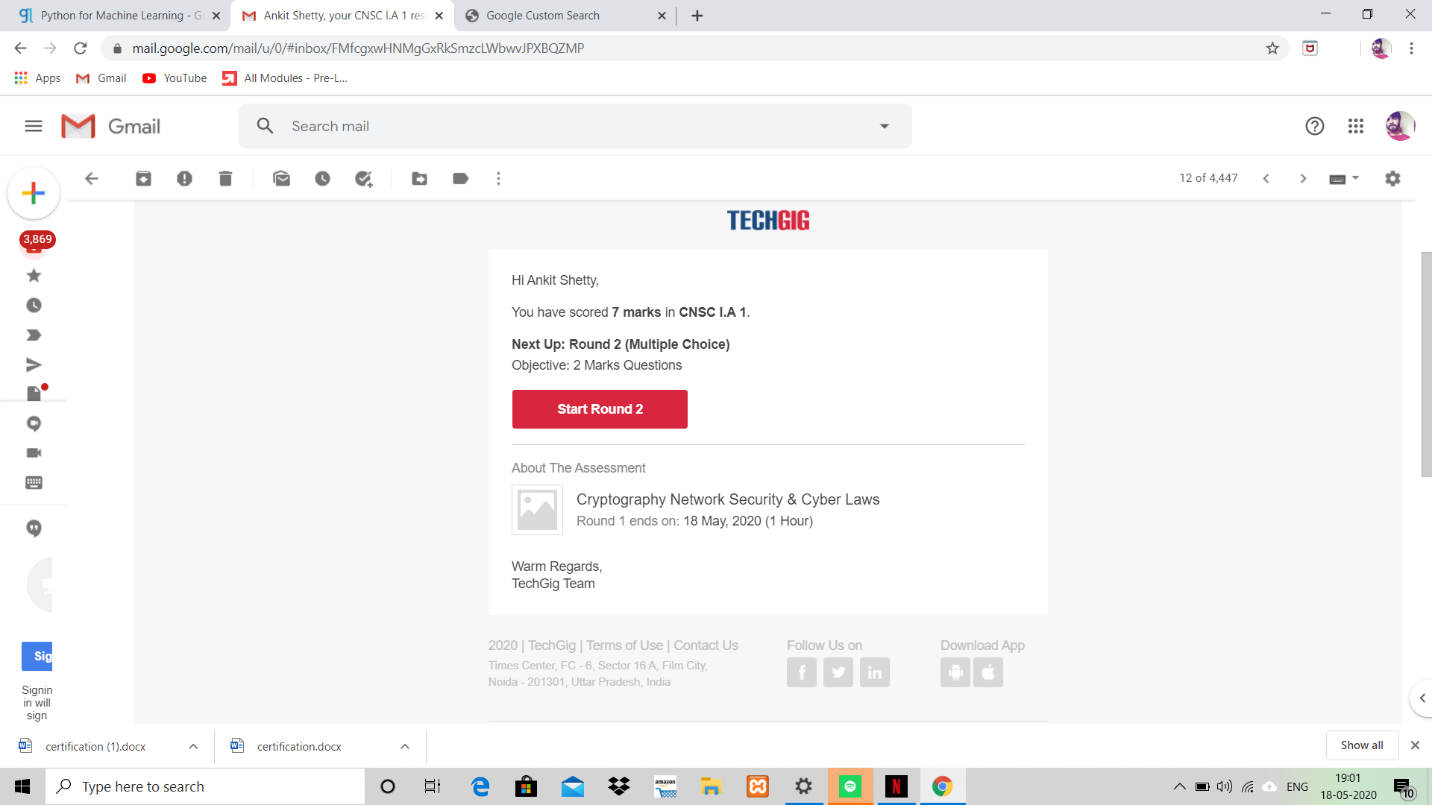 Python for Machine Learning - G
Ankit Shetty, your CNSC I.A 1 res
Google Custom Search
mail.google.com/mail/u/0/#inbox/FMfcgxwHNMgGxRkSmzcLWbwvJPXBQZMP
Apps
Gmail
YouTube
All Modules - Pre-L...
Gmail
Search mail
12 of 4,447
3,869
TECHGIG
Hi Ankit Shetty,
You have scored 7 marks in CNSC I.A 1.
Next Up: Round 2 (Multiple Choice)
Objective: 2 Marks Questions
Start Round 2
About The Assessment
Cryptography Network Security & Cyber Laws
Round 1 ends on: 18 May, 2020 (1 Hour)
Warm Regards,
TechGig Team
Sig
Signin
in will
sign
2020 | TechGig | Terms of Use | Contact Us
Times Center, FC - 6, Sector 16 A, Film City,
Noida - 201301, Uttar Pradesh, India
Follow Us on
Download App
certification (1).docx
certification.docx
Show all
Type here to search
amazon
ENG
19:01
18-05-2020
10